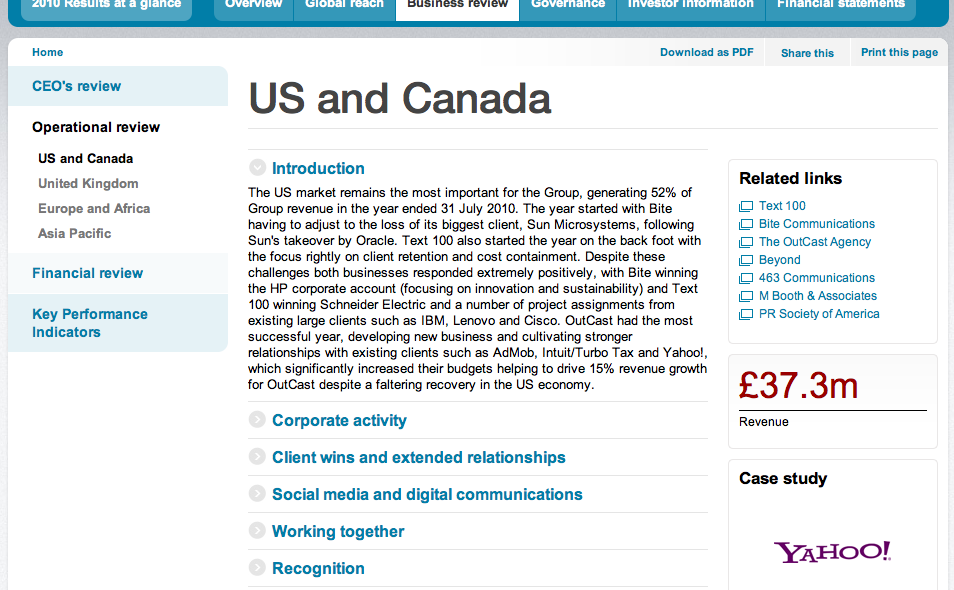 2010 Results at a glance
Overview
Global reach
Business review
Governance
Investor information
Financial statements
Home
Download as PDF
Share this
Print this page
CEO's review
Operational review
US and Canada
United Kingdom
Europe and Africa
Asia Pacific
Financial review
Key Performance
Indicators
US and Canada
Introduction
The US market remains the most important for the Group, generating 52% of
Group revenue in the year ended 31 July 2010. The year started with Bite
having to adjust to the loss of its biggest client, Sun Microsystems, following
Sun's takeover by Oracle. Text 100 also started the year on the back foot with
the focus rightly on client retention and cost containment. Despite these
challenges both businesses responded extremely positively, with Bite winning
the HP corporate account (focusing on innovation and sustainability) and Text
100 winning Schneider Electric and a number of project assignments from
existing large clients such as IBM, Lenovo and Cisco. OutCast had the most
successful year, developing new business and cultivating stronger
relationships with existing clients such as AdMob, Intuit/Turbo Tax and Yahoo!,
which significantly increased their budgets helping to drive 15% revenue growth
for OutCast despite a faltering recovery in the US economy.
Corporate activity
Client wins and extended relationships
Social media and digital communications
Working together
Recognition
Related links
Text 100
Bite Communications
The OutCast Agency
Beyond
463 Communications
M Booth & Associates
PR Society of America
£37.3m
Revenue
Case study
YAHOO!